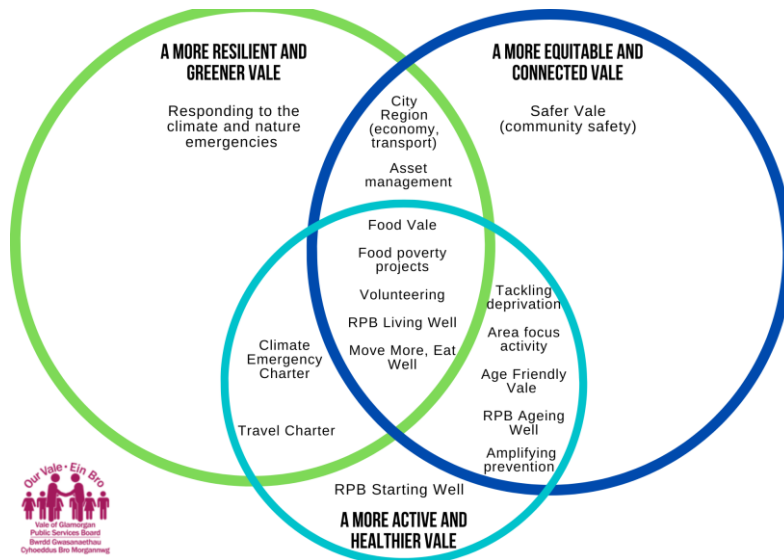 A MORE RESILIENT AND
GREENER VALE
Responding to the
climate and nature
emergencies
City
Region
(economy,
transport)
Asset
management
A MORE EQUITABLE AND
CONNECTED VALE
Safer Vale
(community safety)
Food Vale
Food poverty
projects
Volunteering
RPB Living Well
Move More, Eat
Well
Climate
Emergency
Charter
Travel Charter
Tackling
deprivation
Area focus
activity
Age Friendly
Vale
RPB Ageing
Well
Amplifying
prevention
RPB Starting Well
A MORE ACTIVE AND
HEALTHIER VALE
Our Vale • Ein Bro
Vale of Glamorgan
Public Services Board
Bwrdd Gwasanaethau
Cyhoeddus Bro Morgannwg